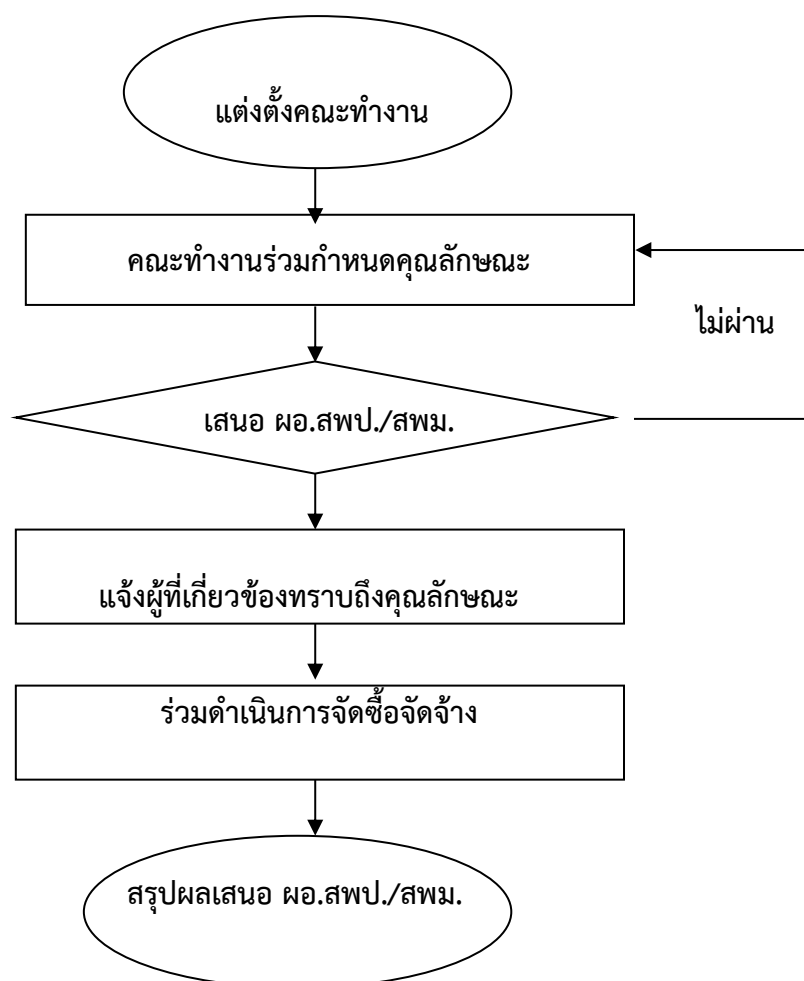 แต่งตั้งคณะทำงาน
คณะทำงานร่วมกำหนดคุณลักษณะ
ไม่ผ่าน
เสนอ ผอ.สพป./สพม.
แจ้งผู้ที่เกี่ยวข้องทราบถึงคุณลักษณะ
ร่วมดำเนินการจัดซื้อจัดจ้าง
สรุปผลเสนอ ผอ.สพป./สพม.